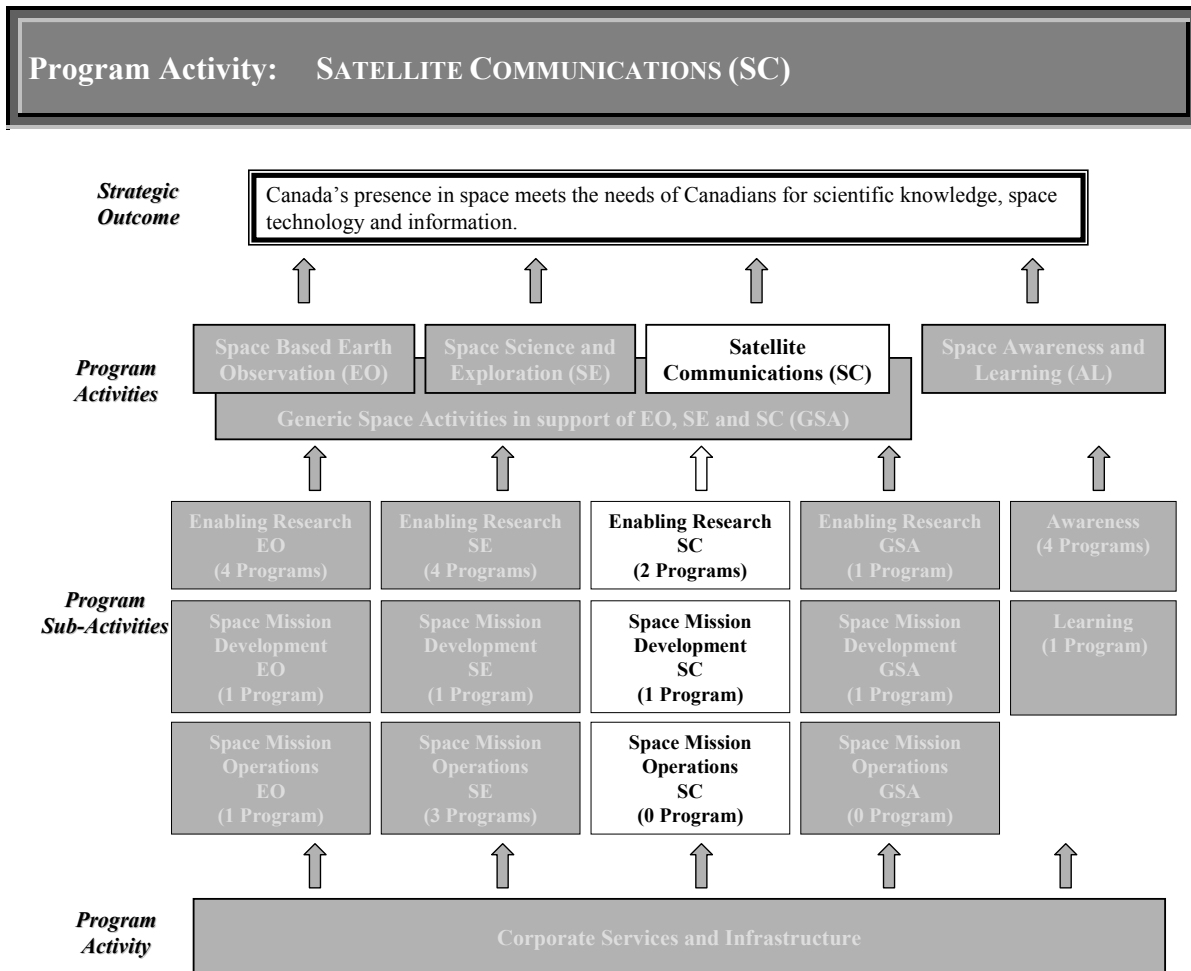 Program Activity: SATELLITE COMMUNICATIONS (SC)
Strategic
Outcome
Canada's presence in space meets the needs of Canadians for scientific knowledge, space
technology and information.
Program
Activities
Space Based Earth
Observation (EO)
Space Science and
Exploration (SE)
Satellite
Communications (SC)
Space Awareness and
Learning (AL)
Generic Space Activities in support of EO, SE and SC (GSA)
Program
Sub-Activities
Enabling Research
EO
(4 Programs)
Enabling Research
SE
(4 Programs)
Enabling Research
SC
(2 Programs)
Enabling Research
GSA
(1 Program)
Awareness
(4 Programs)
Space Mission
Development
EO
(1 Program)
Space Mission
Development
SE
(1 Program)
Space Mission
Development
SC
(1 Program)
Space Mission
Development
GSA
(1 Program)
Learning
(1 Program)
Space Mission
Operations
EO
(1 Program)
Space Mission
Operations
SE
(3 Programs)
Space Mission
Operations
SC
(0 Program)
Space Mission
Operations
GSA
(0 Program)
Program
Activity
Corporate Services and Infrastructure